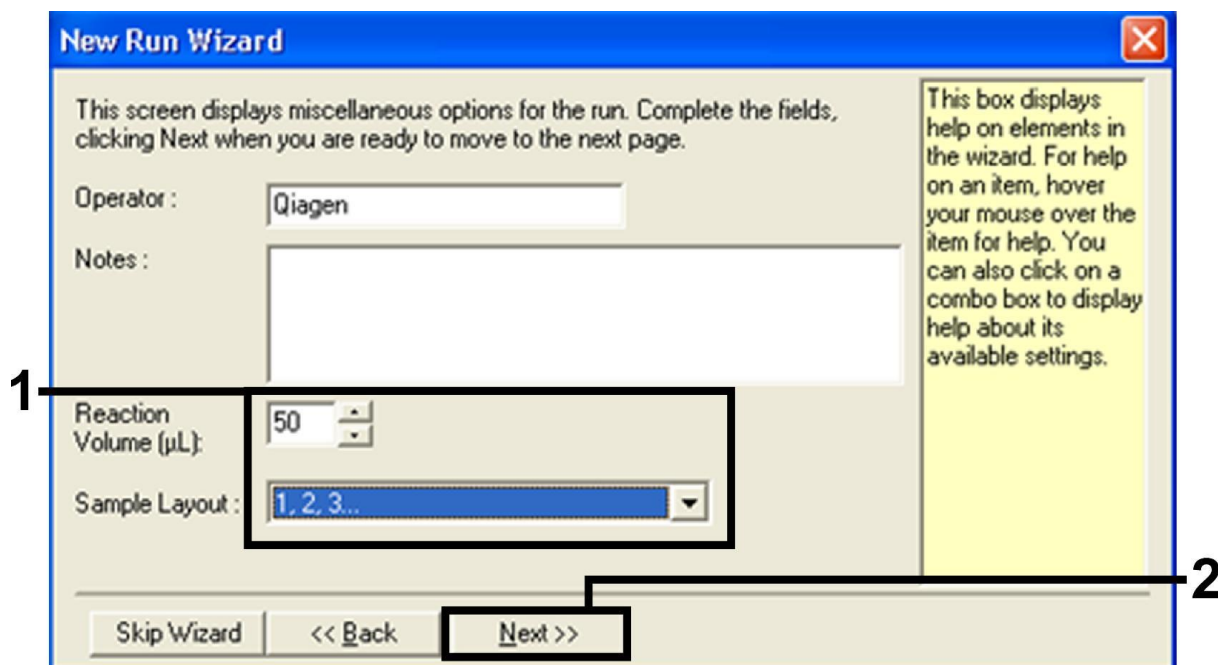 New Run Wizard
This screen displays miscellaneous options for the run. Complete the fields,
clicking Next when you are ready to move to the next page.
This box displays
help on elements in
the wizard. For help
on an item, hover
your mouse over the
item for help. You
can also click on a
combo box to display
help about its
available settings.
Operator :
Qiagen
Notes :
1
Reaction
Volume (µL):
50
Sample Layout :
1, 2, 3...
2
Skip Wizard
<< Back
Next >>